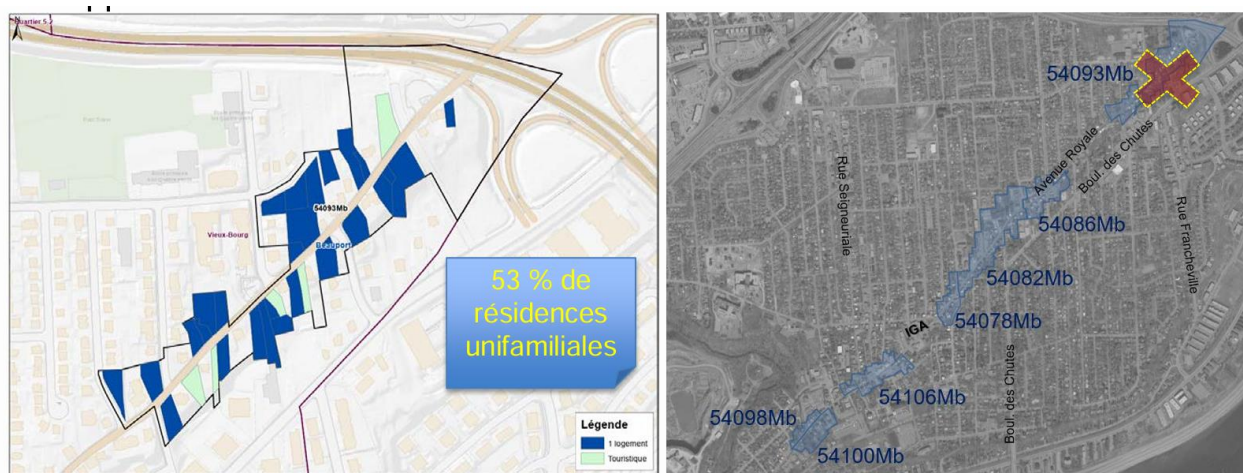 Quartier 5-2
54093Mb
Vieux-Bourg
Beauport
53 % de
résidences
unifamiliales
Légende
1 logement
Touristique
54093Mb
Avenue Royale
Boul. des Chutes
Rue Seigneuriale
54086Mb
Rue Francheville
54082Mb
54078Mb
IGA
54106Mb
Boul. des Chutes
54098Mb
54100Mb